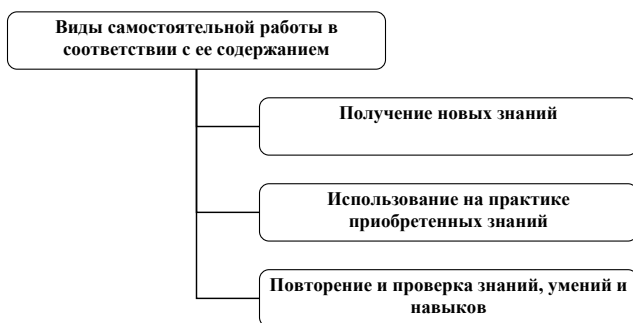 Виды самостоятельной работы в
соответствии с ее содержанием
Получение новых знаний
Использование на практике
приобретенных знаний
Повторение и проверка знаний, умений и
навыков